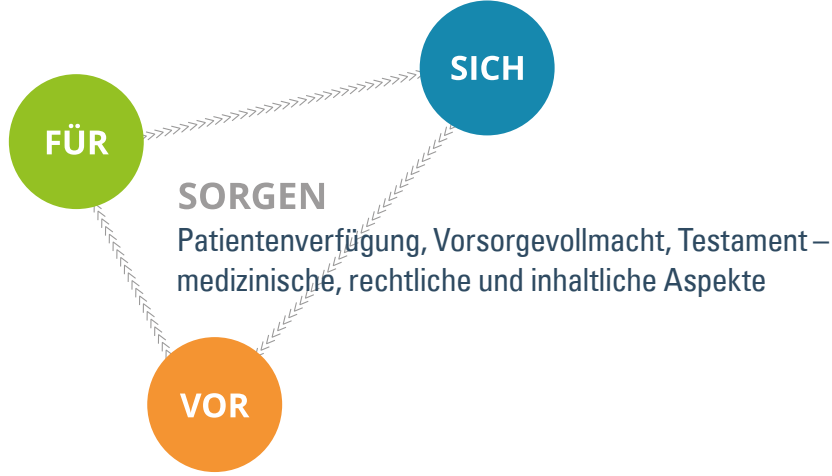 SICH
FÜR
SORGEN
Patientenverfügung, Vorsorgevollmacht, Testament –
medizinische, rechtliche und inhaltliche Aspekte
VOR